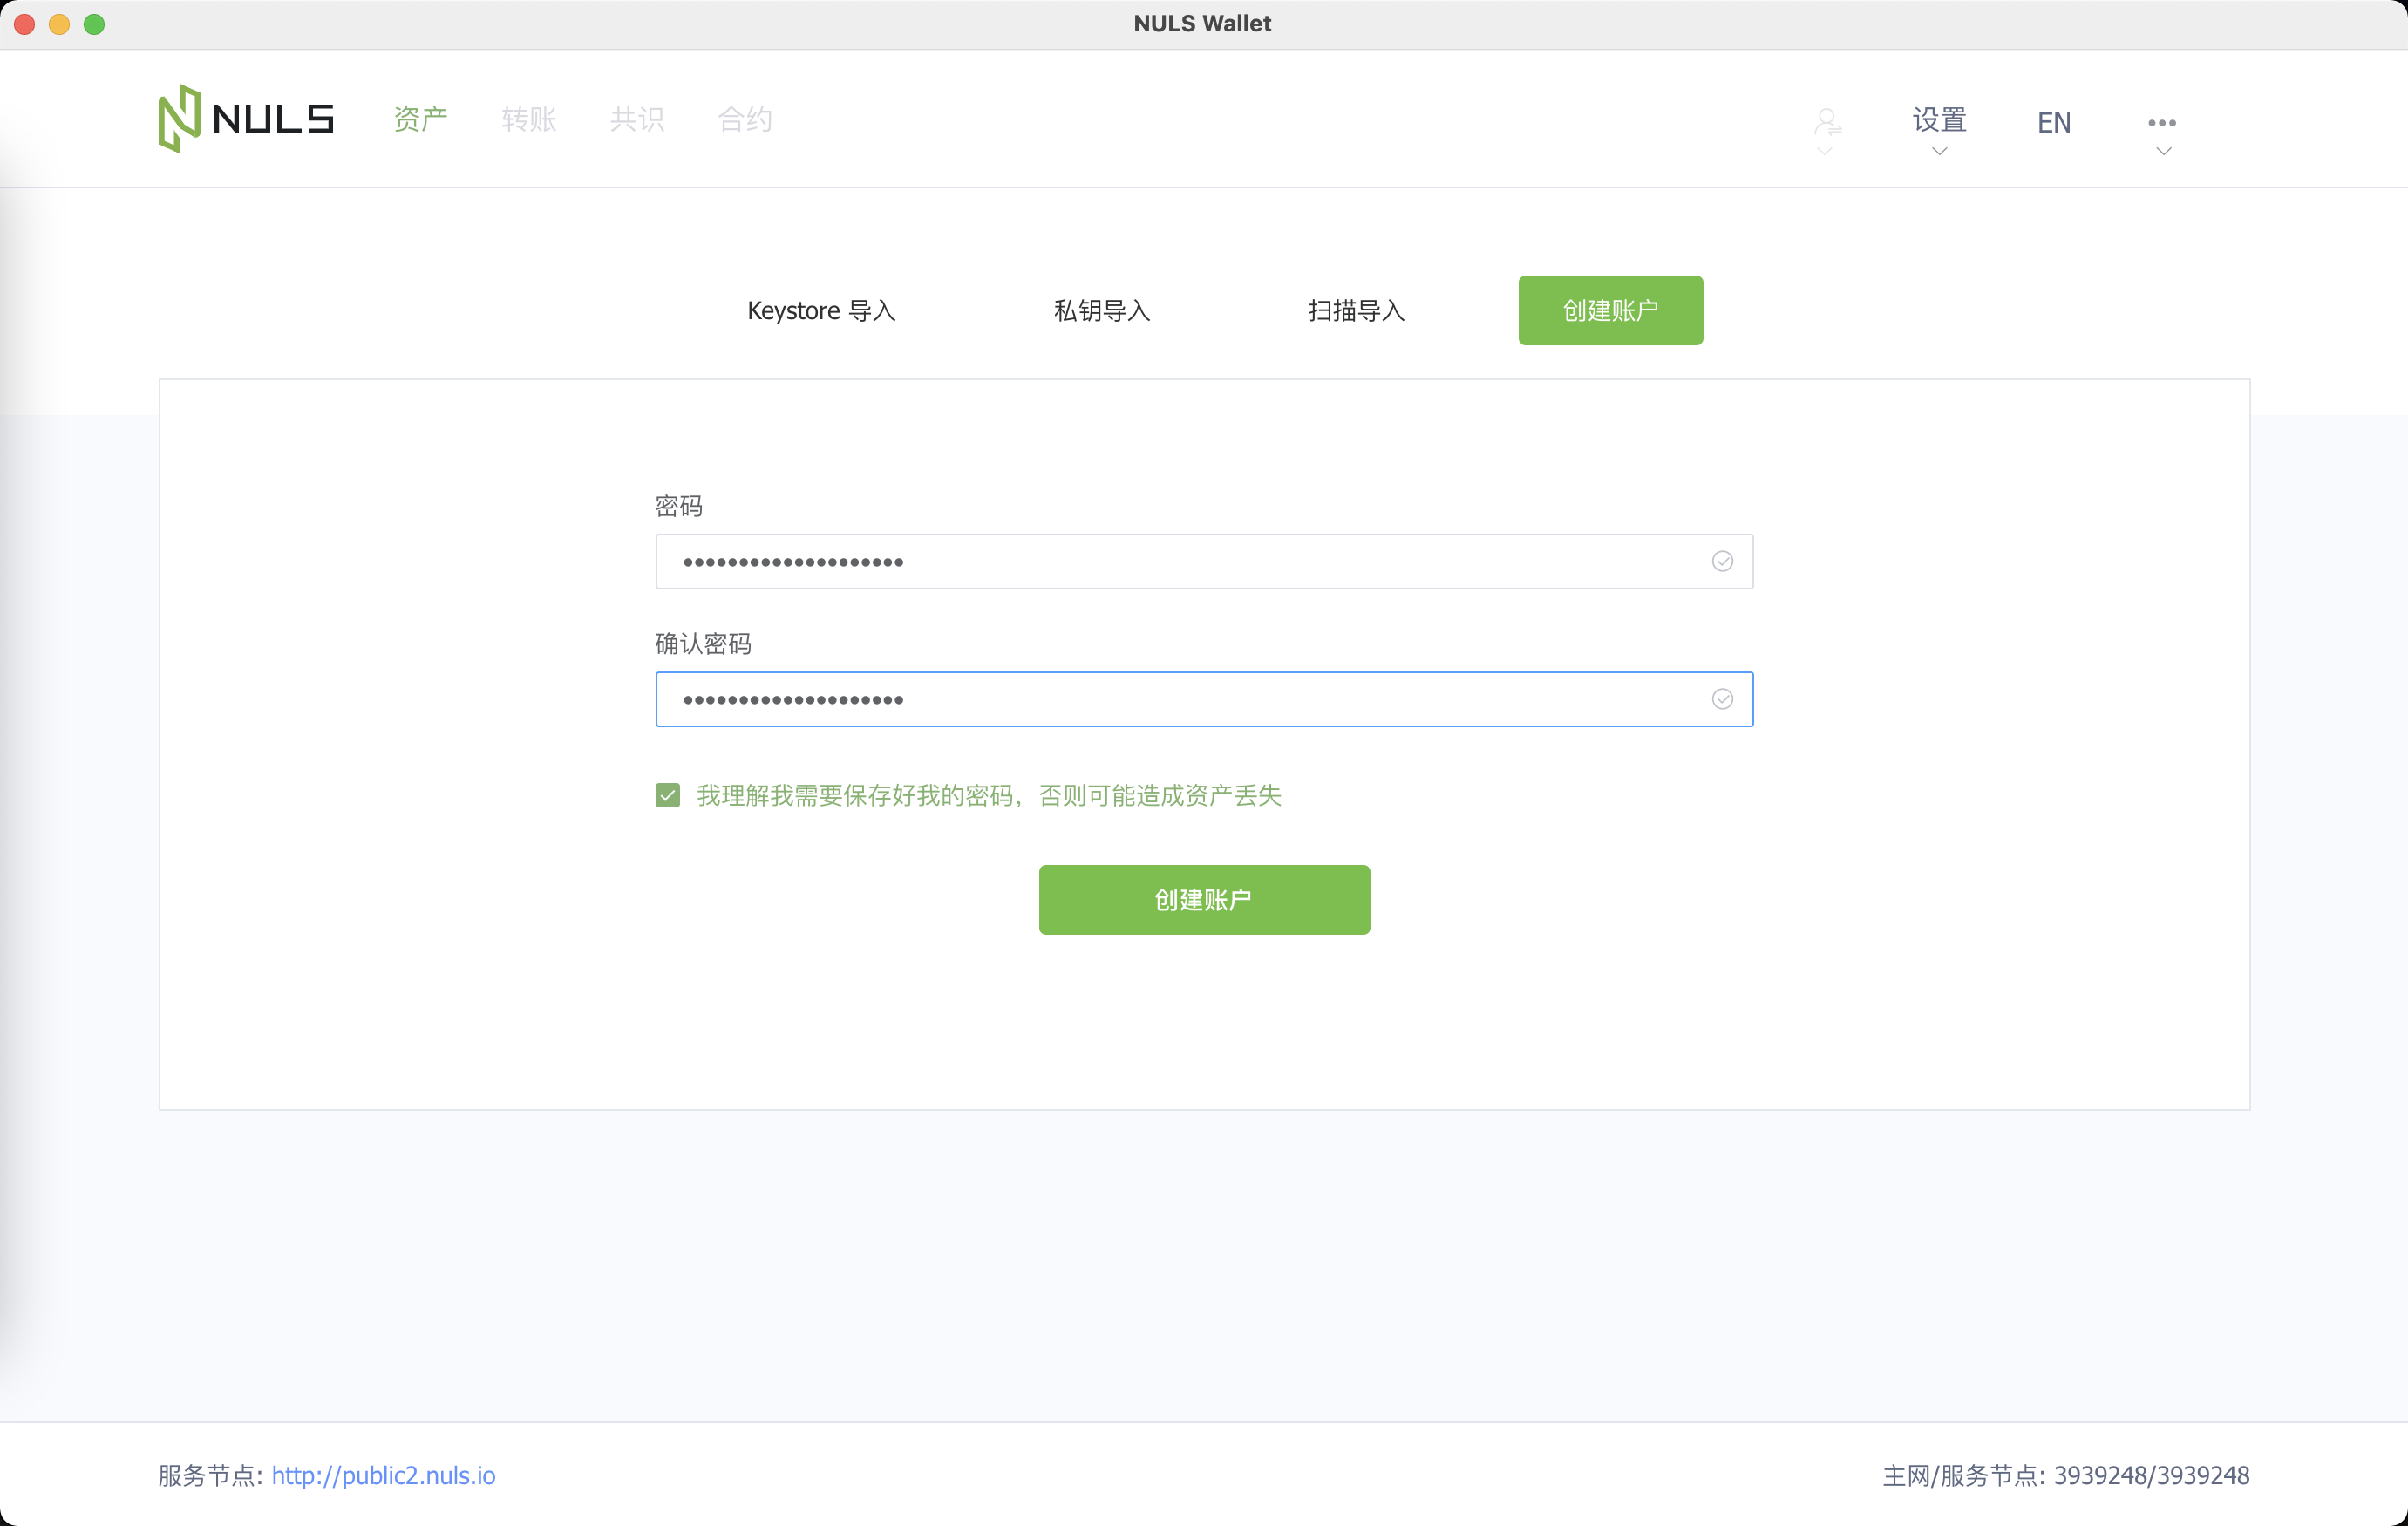 NULS Wallet
NULS 资产 转账 共识 合约 设置 EN
Keystore 导入 私钥导入 扫描导入 创建账户
密码
确认密码
我理解我需要保存好我的密码，否则可能造成资产丢失
创建账户
服务节点: http://public2.nuls.io 主网/服务节点: 3939248/3939248